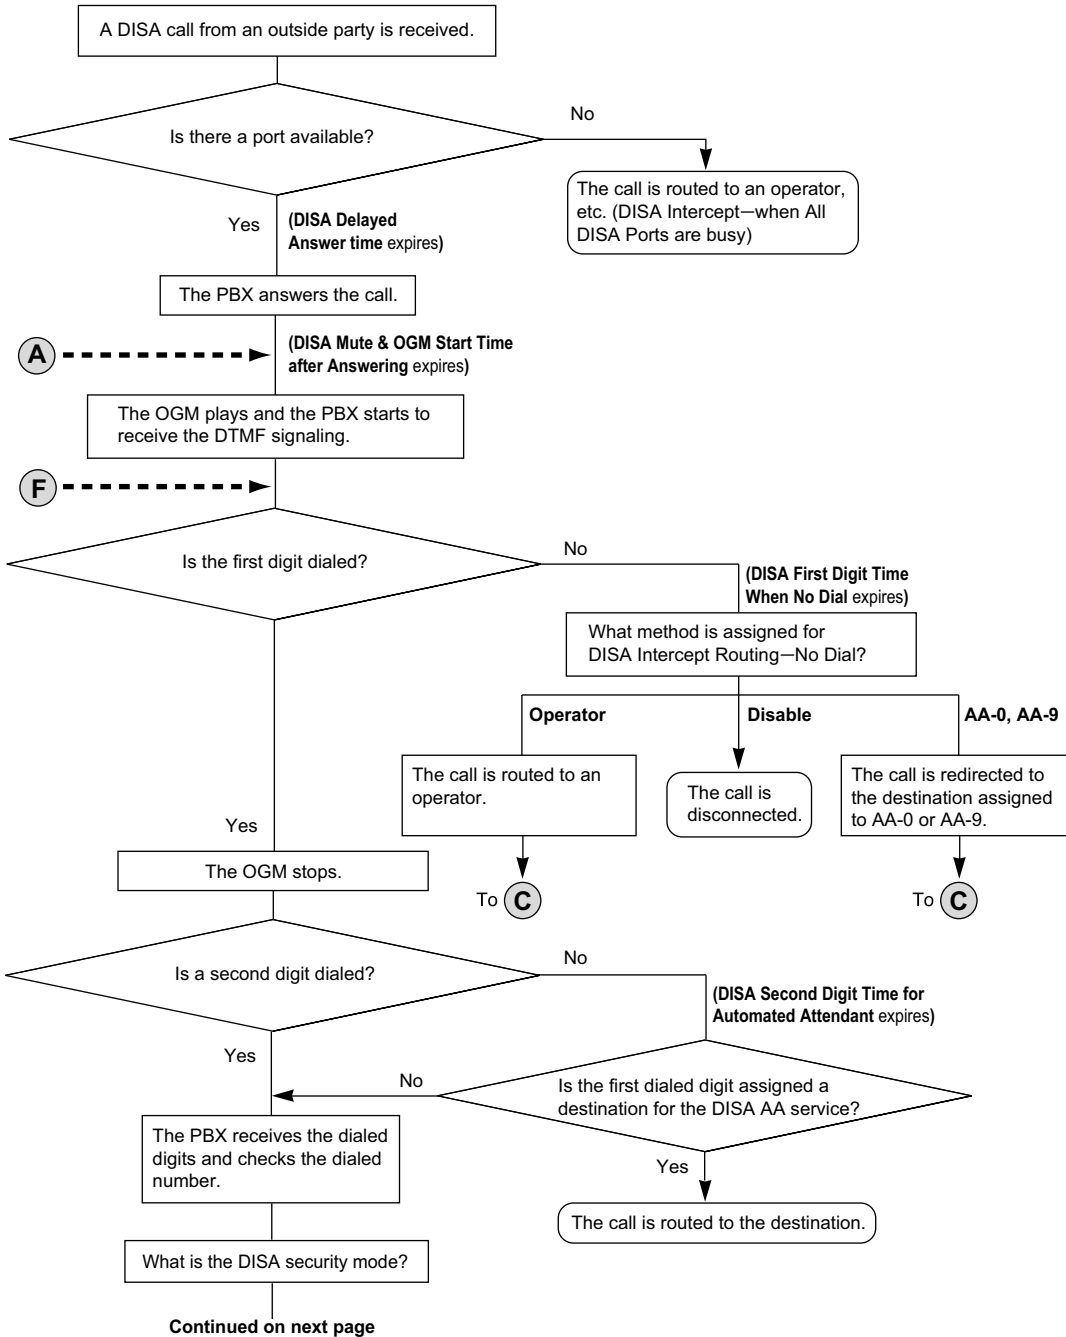 A DISA call from an outside party is received.
Is there a port available?
No
The call is routed to an operator,
etc. (DISA Intercept—when All
DISA Ports are busy)
Yes
(DISA Delayed
Answer time expires)
The PBX answers the call.
A
(DISA Mute & OGM Start Time
after Answering expires)
The OGM plays and the PBX starts to
receive the DTMF signaling.
F
Is the first digit dialed?
No
(DISA First Digit Time
When No Dial expires)
What method is assigned for
DISA Intercept Routing—No Dial?
Operator
Disable
AA-0, AA-9
The call is routed to an
operator.
The call is
disconnected.
The call is redirected to
the destination assigned
to AA-0 or AA-9.
To C
To C
Yes
The OGM stops.
Is a second digit dialed?
No
(DISA Second Digit Time for
Automated Attendant expires)
Yes
No
Is the first dialed digit assigned a
destination for the DISA AA service?
The PBX receives the dialed
digits and checks the dialed
number.
Yes
The call is routed to the destination.
What is the DISA security mode?
Continued on next page